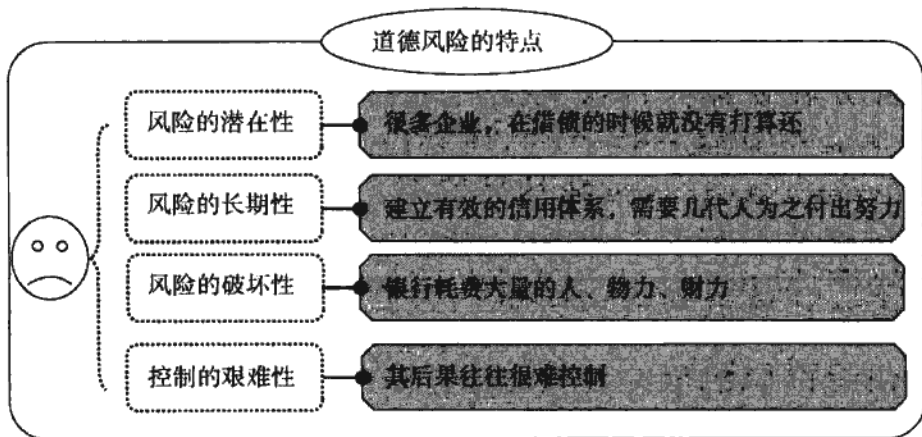 道德风险的特点
风险的潜在性
很多企业，在借债的时候就没有打算还
风险的长期性
建立有效的信用体系，需要几代人为之付出努力
风险的破坏性
银行耗费大量的人、物力、财力
控制的艰难性
其后果往往很难控制